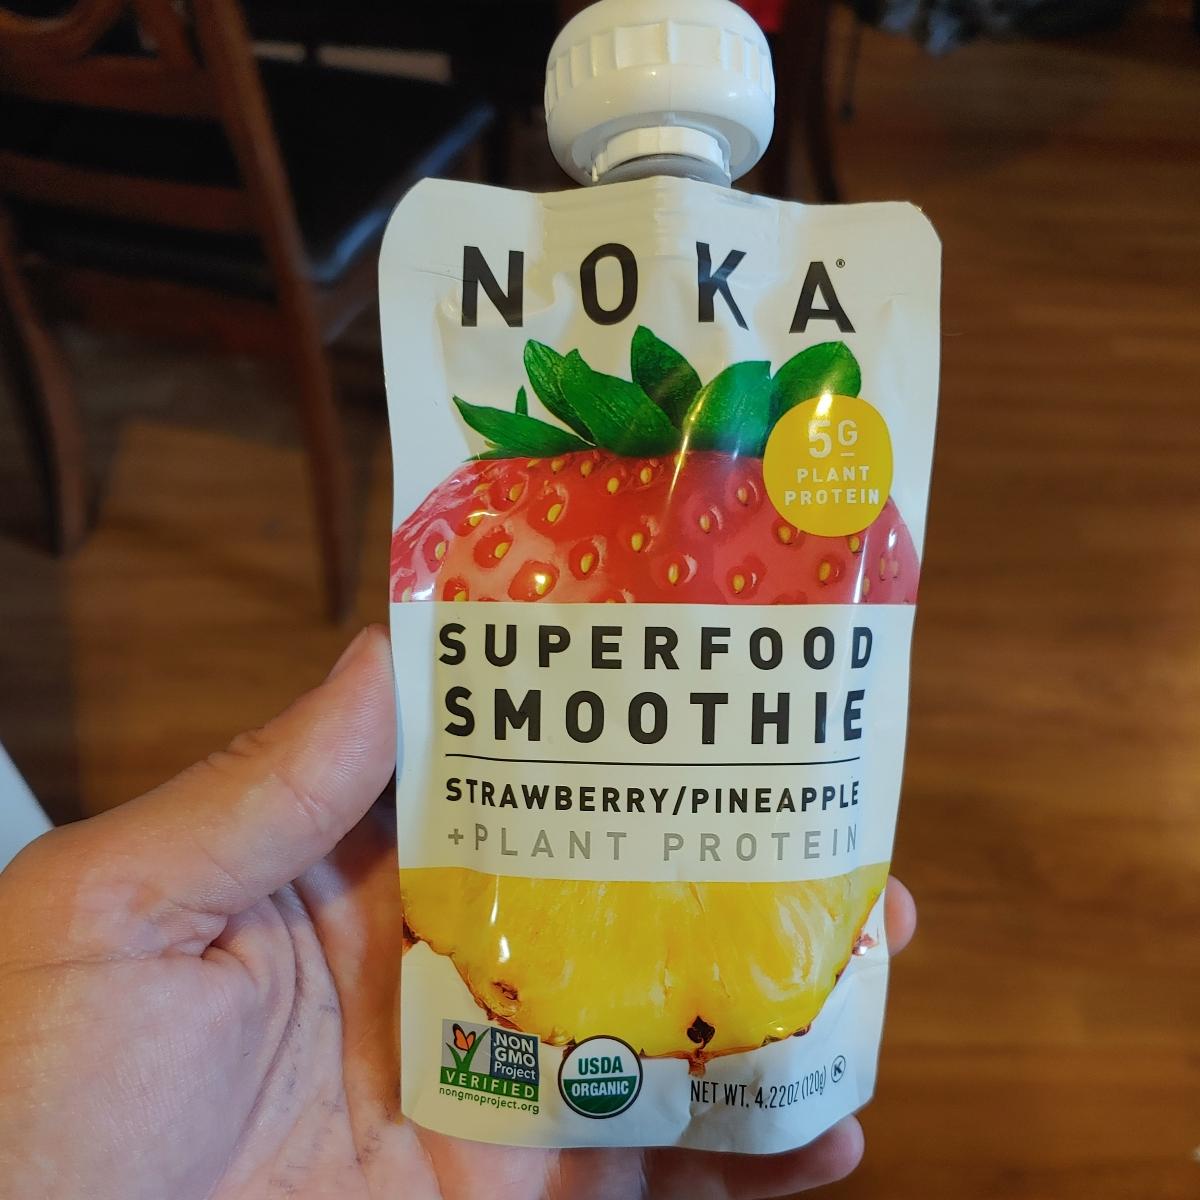 NOKA®
5G
PLANT
PROTEIN
SUPERFOOD
SMOOTHIE
STRAWBERRY/PINEAPPLE
+PLANT PROTEIN
NON
GMO
Project
VERIFIED
nongmoproject.org
USDA
ORGANIC
NET WT. 4.22OZ (120g) K